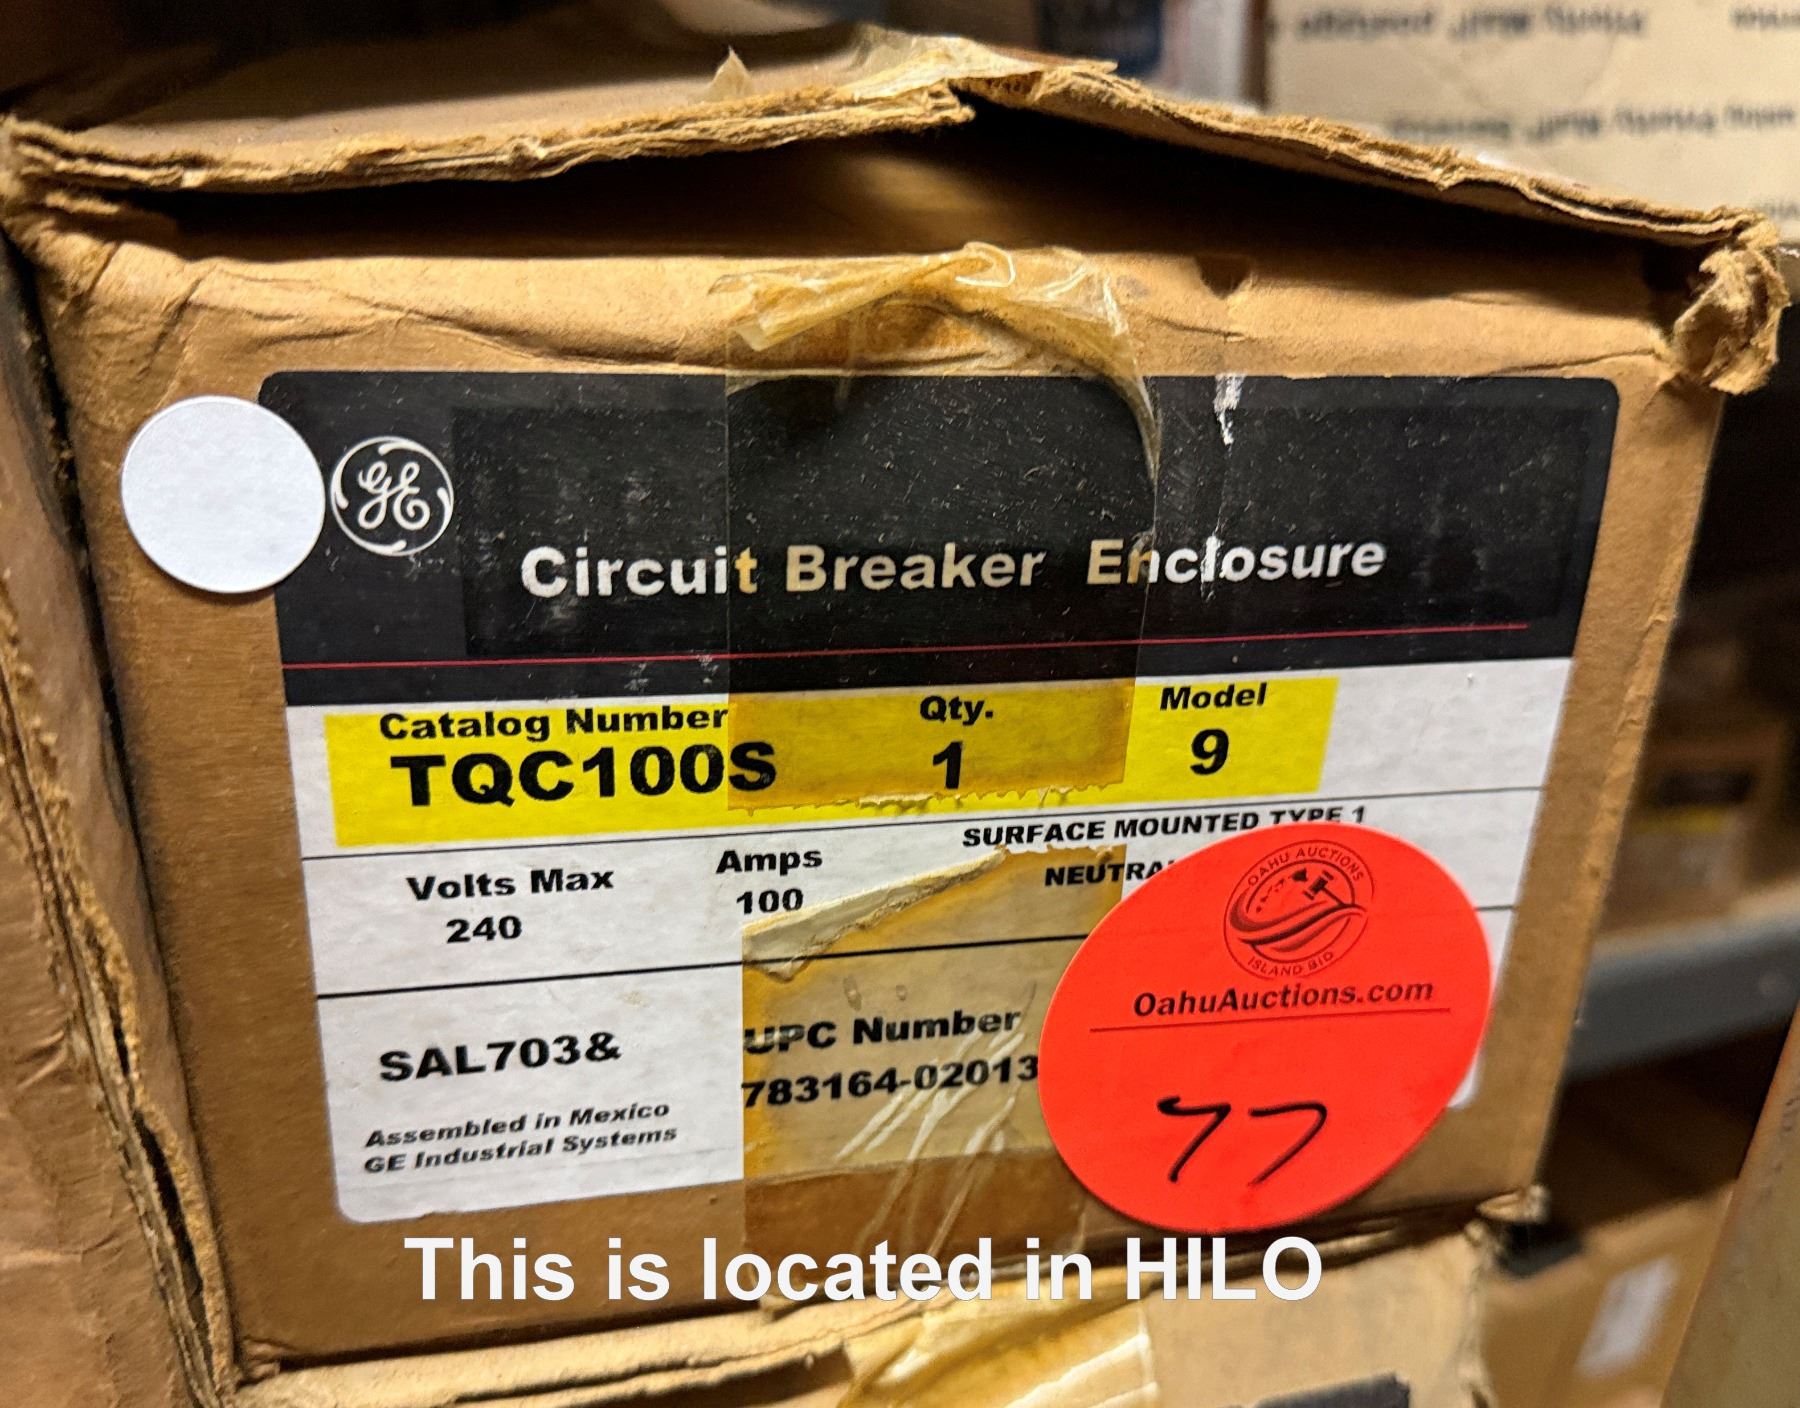 GE
Circuit Breaker Enclosure
Catalog Number Qty. Model
TQC100S 1 9
SURFACE MOUNTED TYPE 1
Volts Max Amps
240 100
SAL703&
UPC Number
783164-02013
Assembled in Mexico
GE Industrial Systems
OAHU AUCTIONS
ISLAND BID
OahuAuctions.com
77
This is located in HILO